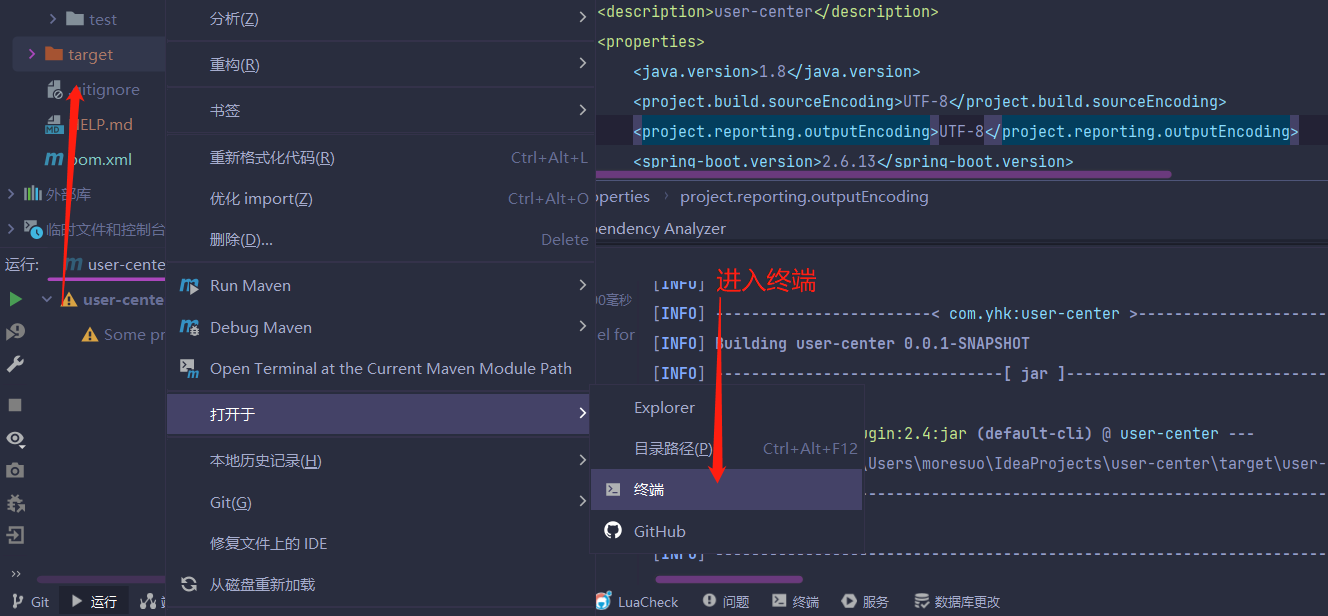 test
target
.gitignore
HELP.md
pom.xml
外部库
临时文件和控制台
运行:
user-cente
user-cente
Some pr
Git
运行
分析(Z)
重构(R)
书签
重新格式化代码(R) Ctrl+Alt+L
优化 import(Z) Ctrl+Alt+O
删除(D)... Delete
Run Maven
Debug Maven
Open Terminal at the Current Maven Module Path
打开于
本地历史记录(H)
Git(G)
修复文件上的 IDE
从磁盘重新加载
Explorer
目录路径(P) Ctrl+Alt+F12
终端
GitHub
<description>user-center</description>
<properties>
<java.version>1.8</java.version>
<project.build.sourceEncoding>UTF-8</project.build.sourceEncoding>
<project.reporting.outputEncoding>UTF-8</project.reporting.outputEncoding>
<spring-boot.version>2.6.13</spring-boot.version>
operties › project.reporting.outputEncoding
pendency Analyzer
进入终端
00毫秒
el for
[INFO]
[INFO] ------------------------< com.yhk:user-center >----------------------
[INFO] Building user-center 0.0.1-SNAPSHOT
[INFO] --------------------------------[ jar ]------------------------------
ugin:2.4:jar (default-cli) @ user-center ---
\Users\moresuo\IdeaProjects\user-center\target\user-
[INFO] ----------------------------------------------------------------------
LuaCheck
问题
终端
服务
数据库更改